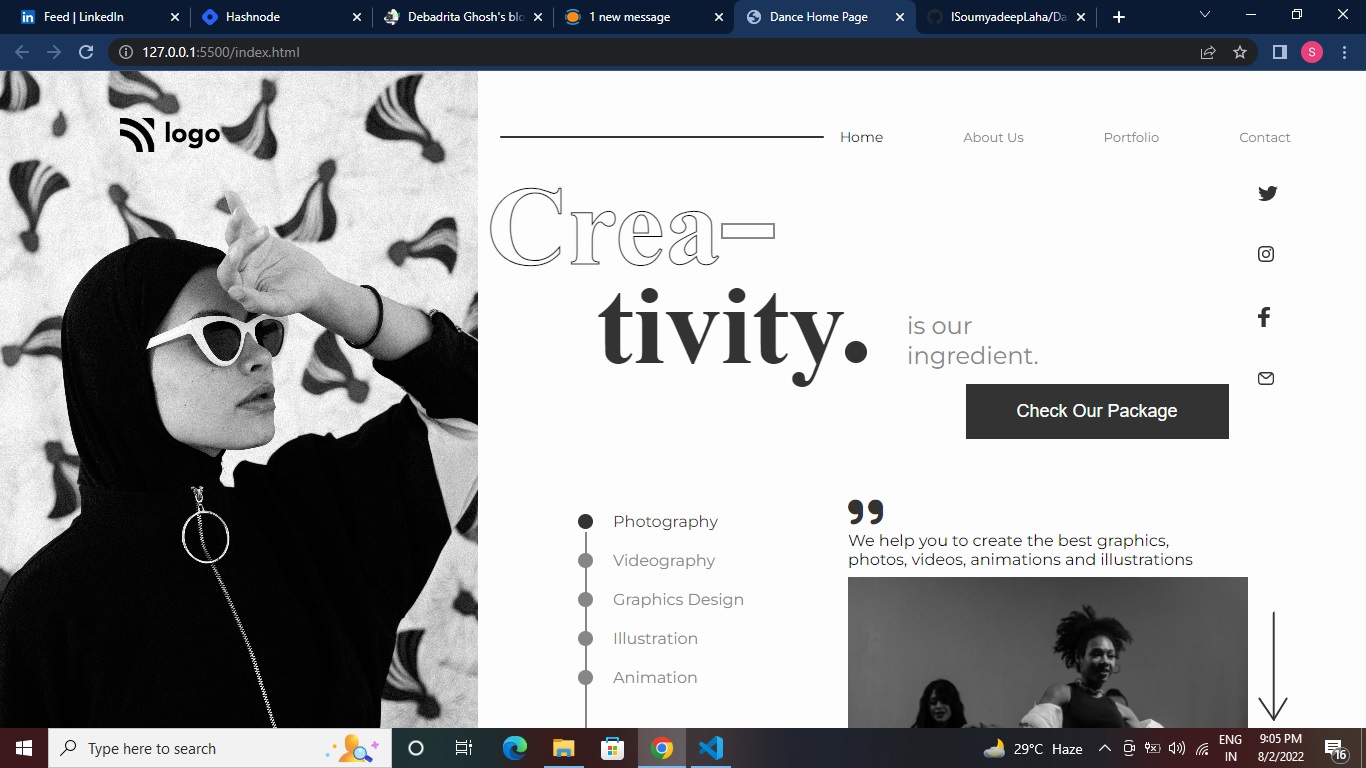 Feed | LinkedIn
Hashnode
Debadrita Ghosh's blo
1 new message
Dance Home Page
ISoumyadeepLaha/Da
127.0.0.1:5500/index.html
S
logo
Home
About Us
Portfolio
Contact
Crea–
tivity.
is our
ingredient.
Check Our Package
Photography
Videography
Graphics Design
Illustration
Animation
We help you to create the best graphics,
photos, videos, animations and illustrations
Type here to search
29°C Haze
ENG
IN
9:05 PM
8/2/2022
16